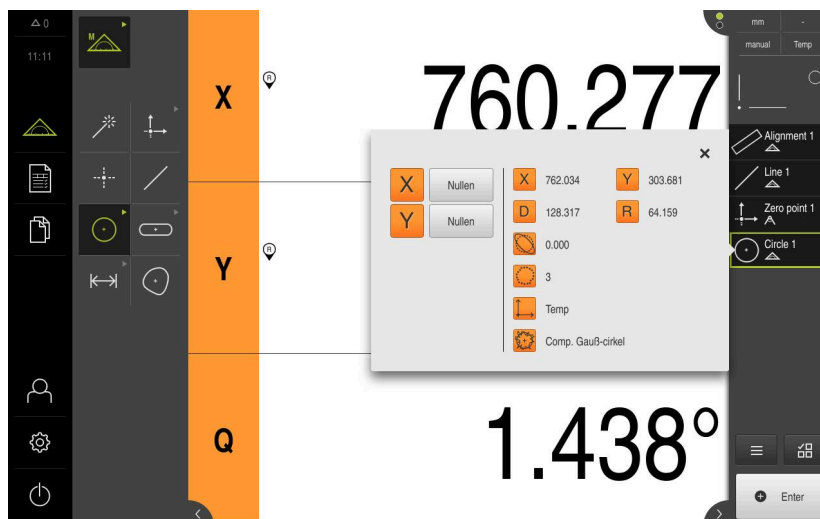 0
11:11
M
X
R
760.277
Y
R
Q
1.438°
X
Nullen
Y
Nullen
X
762.034
Y
303.681
D
128.317
R
64.159
0.000
3
Temp
Comp. Gauß-cirkel
mm
-
manual
Temp
Alignment 1
Line 1
Zero point 1
Circle 1
Enter